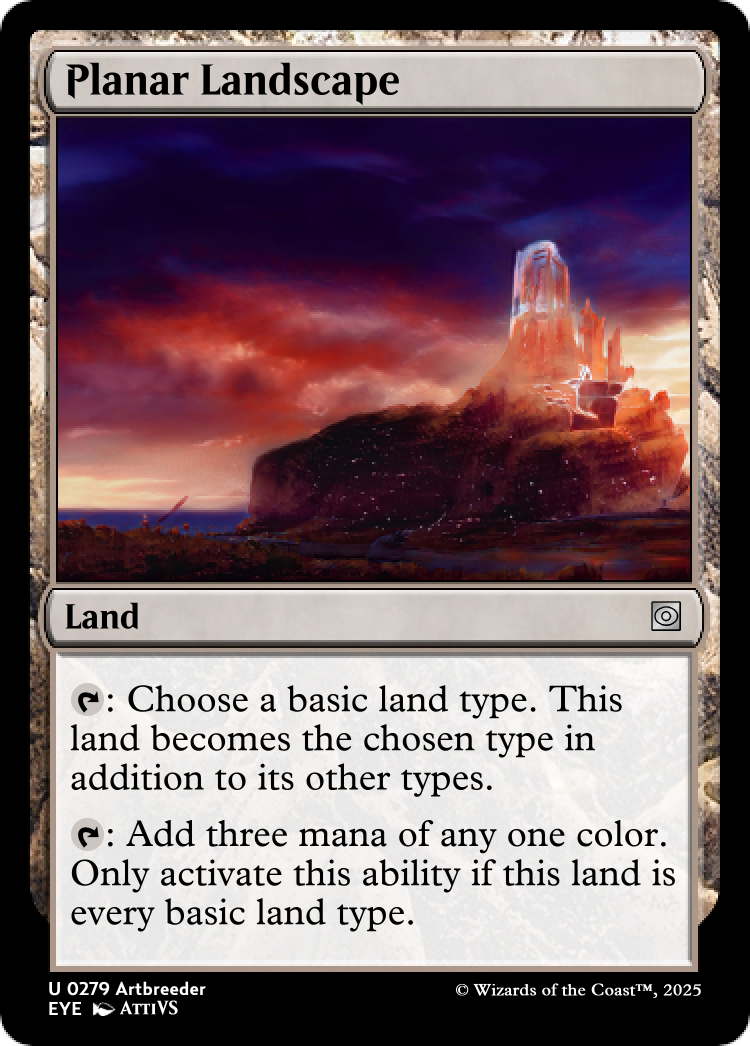 Planar Landscape
Land
: Choose a basic land type. This
land becomes the chosen type in
addition to its other types.
: Add three mana of any one color.
Only activate this ability if this land is
every basic land type.
U 0279 Artbreeder
EYE AttiVS
© Wizards of the Coast™, 2025